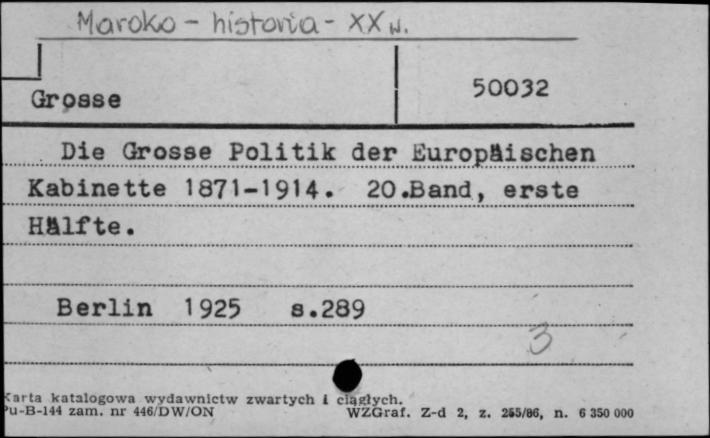 Maroko - historia - XX w.
50032
Grosse
Die Grosse Politik der Europäischen
Kabinette 1871-1914. 20.Band, erste
Hälfte.
Berlin 1925 s.289
3
Karta katalogowa wydawnictw zwartych i ciągłych.
Pu-B-144 zam. nr 446/DW/ON WZGraf. Z-d 2, z. 255/86, n. 6 350 000